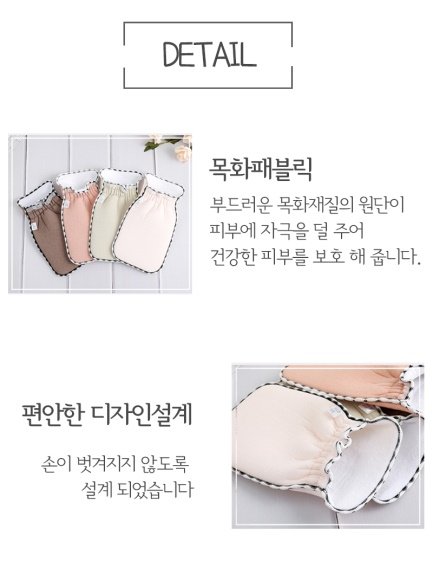 DETAIL
목화패블릭
부드러운 목화재질의 원단이
피부에 자극을 덜 주어
건강한 피부를 보호 해 줍니다.
편안한 디자인설계
손이 벗겨지지 않도록
설계 되었습니다